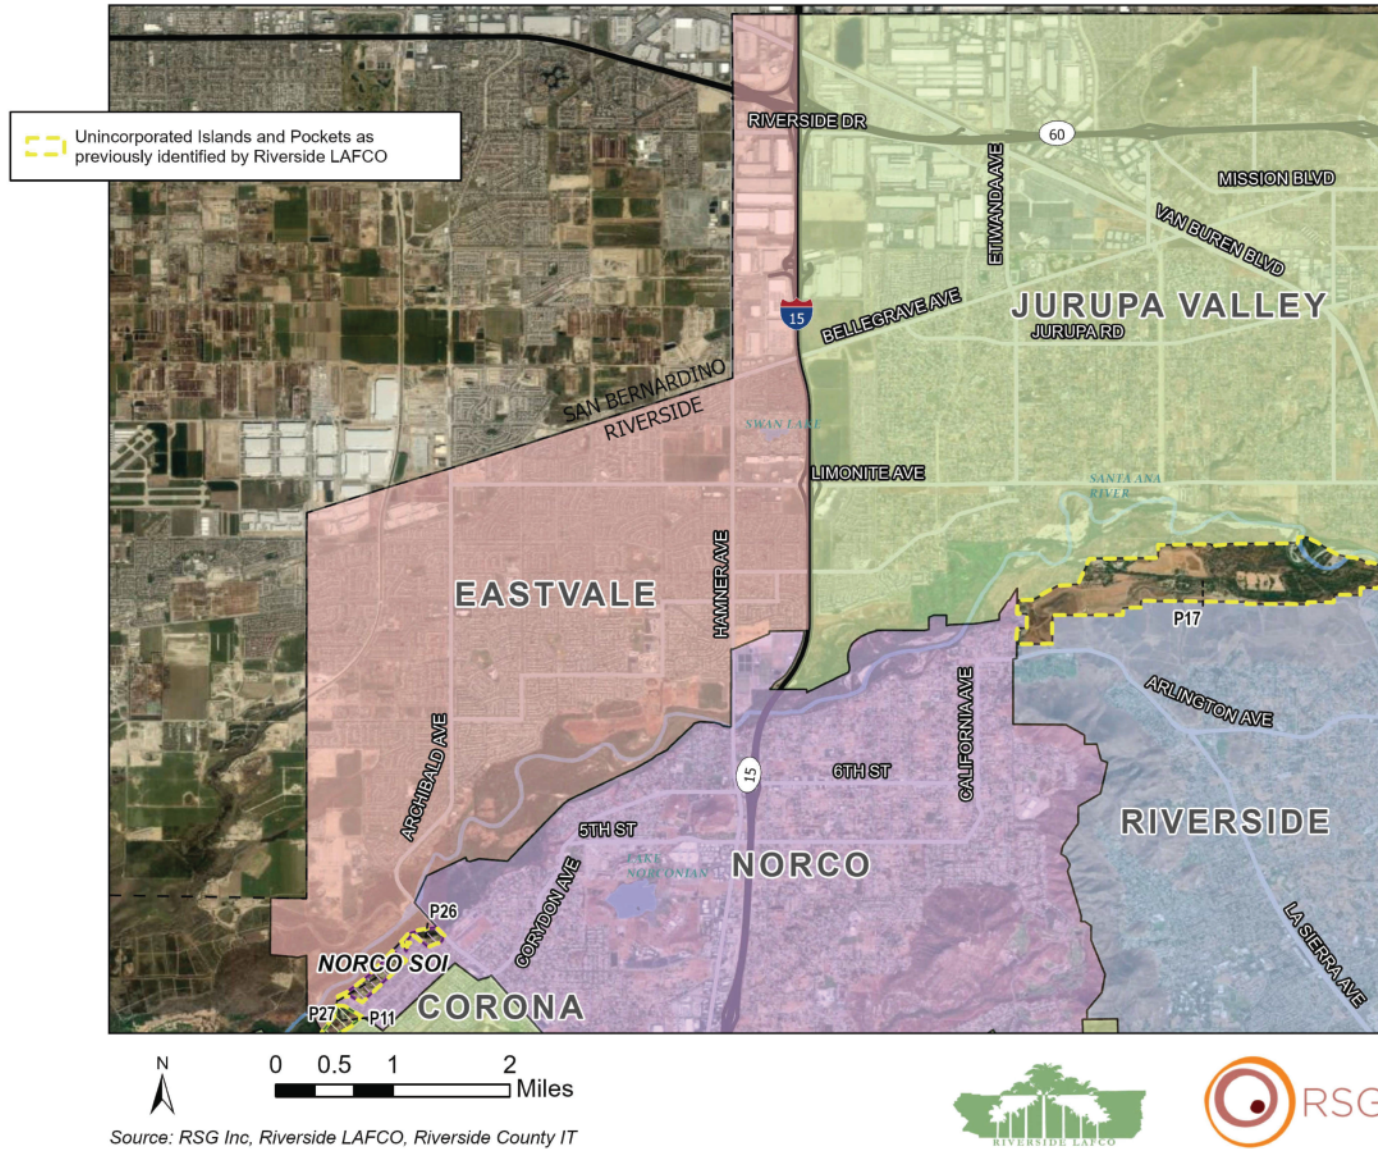 Unincorporated Islands and Pockets as
previously identified by Riverside LAFCO
RIVERSIDE DR
60
ETIWANDA AVE
MISSION BLVD
VAN BUREN BLVD
15
BELLEGRAVE AVE
JURUPA VALLEY
JURUPA RD
SAN BERNARDINO
RIVERSIDE
SWAN LAKE
LIMONITE AVE
SANTA ANA
RIVER
HAMNER AVE
EASTVALE
P17
CALIFORNIA AVE
ARLINGTON AVE
ARCHIBALD AVE
15
6TH ST
5TH ST
RIVERSIDE
LAKE
NORCONIAN
NORCO
CORYDON AVE
P26
LA SIERRA AVE
NORCO SOI
CORONA
P27
P11
N
0 0.5 1 2
Miles
Source: RSG Inc, Riverside LAFCO, Riverside County IT
RIVERSIDE LAFCO
RSG